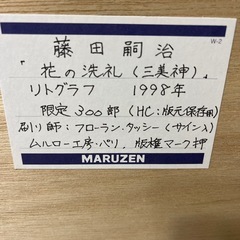 W-2
藤田嗣治
「花の洗礼(三美神)」
リトグラフ 1998年
限定300部(HC:版元保存用)
刷り師:フローラン・タッシー(サイン入)
ムルロー工房・パリ,版権マーク押
MARUZEN